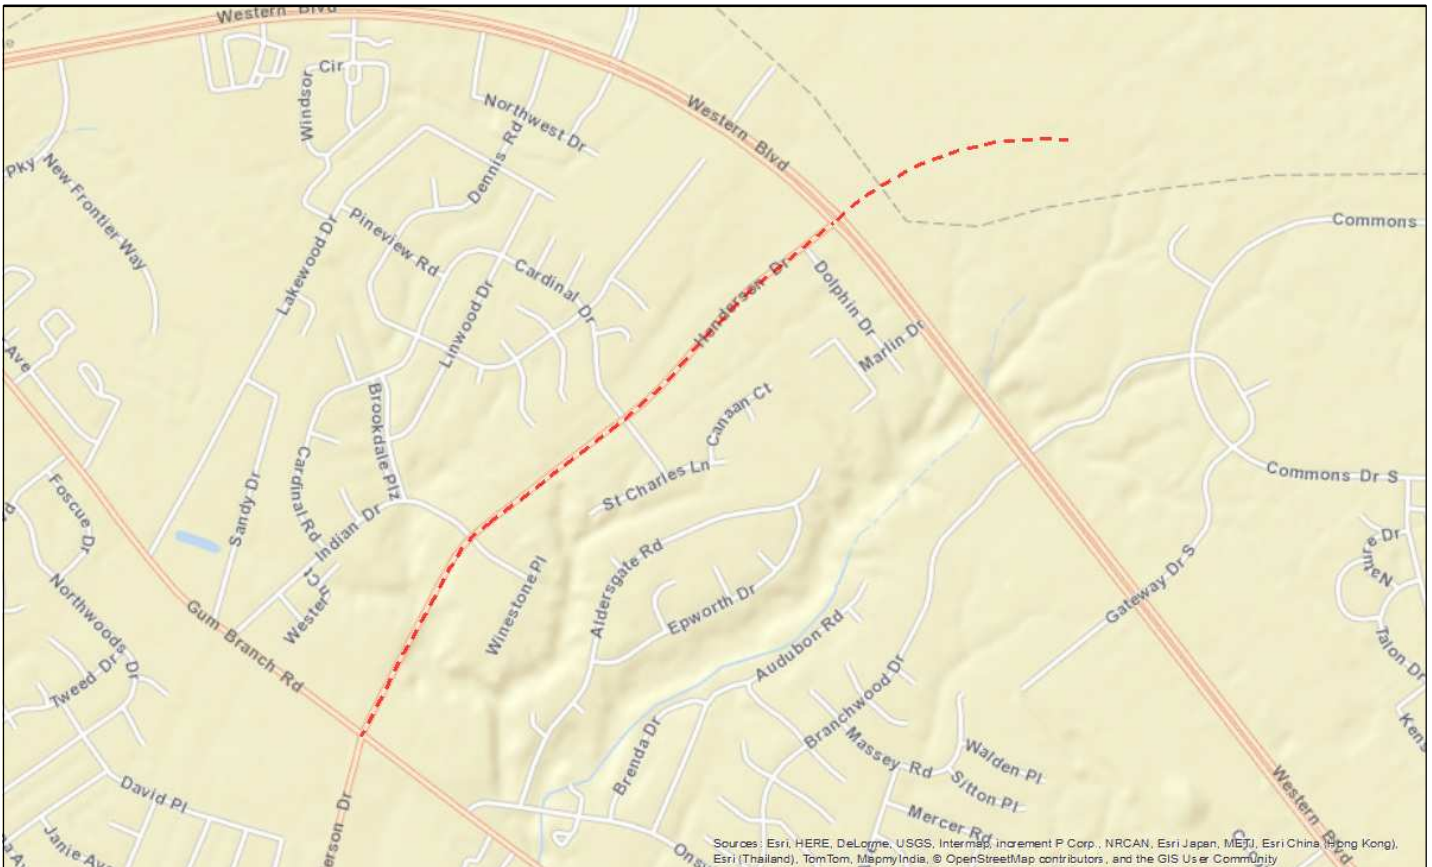 Western Blvd
Cir
Windsor
Northwest Dr
Dennis Rd
Western Blvd
Pky
New Frontier Way
Lakewood Dr
Pineview Rd
Cardinal Dr
Linwood Dr
Henderson Dr
Dolphin Dr
Marlin Dr
Commons
Ave
Brookdale Plz
Canaan Ct
St Charles Ln
Cardinal Rd
Sandy Dr
Foscue Dr
Indian Dr
Commons Dr S
Winestone Pl
Aldersgate Rd
Epworth Dr
Gateway Dr S
Northwoods Dr
Gum Branch Rd
Audubon Rd
Talon Dr
Tweed Dr
Branchwood Dr
Brenda Dr
Massey Rd
Walden Pl
Sitton Pl
Mercer Rd
Western Blvd
David Pl
Janie Ave
erson Dr
Sources: Esri, HERE, DeLorme, USGS, Intermap, increment P Corp., NRCAN, Esri Japan, METI, Esri China (Hong Kong),
Esri (Thailand), TomTom, MapmyIndia, © OpenStreetMap contributors, and the GIS User Community